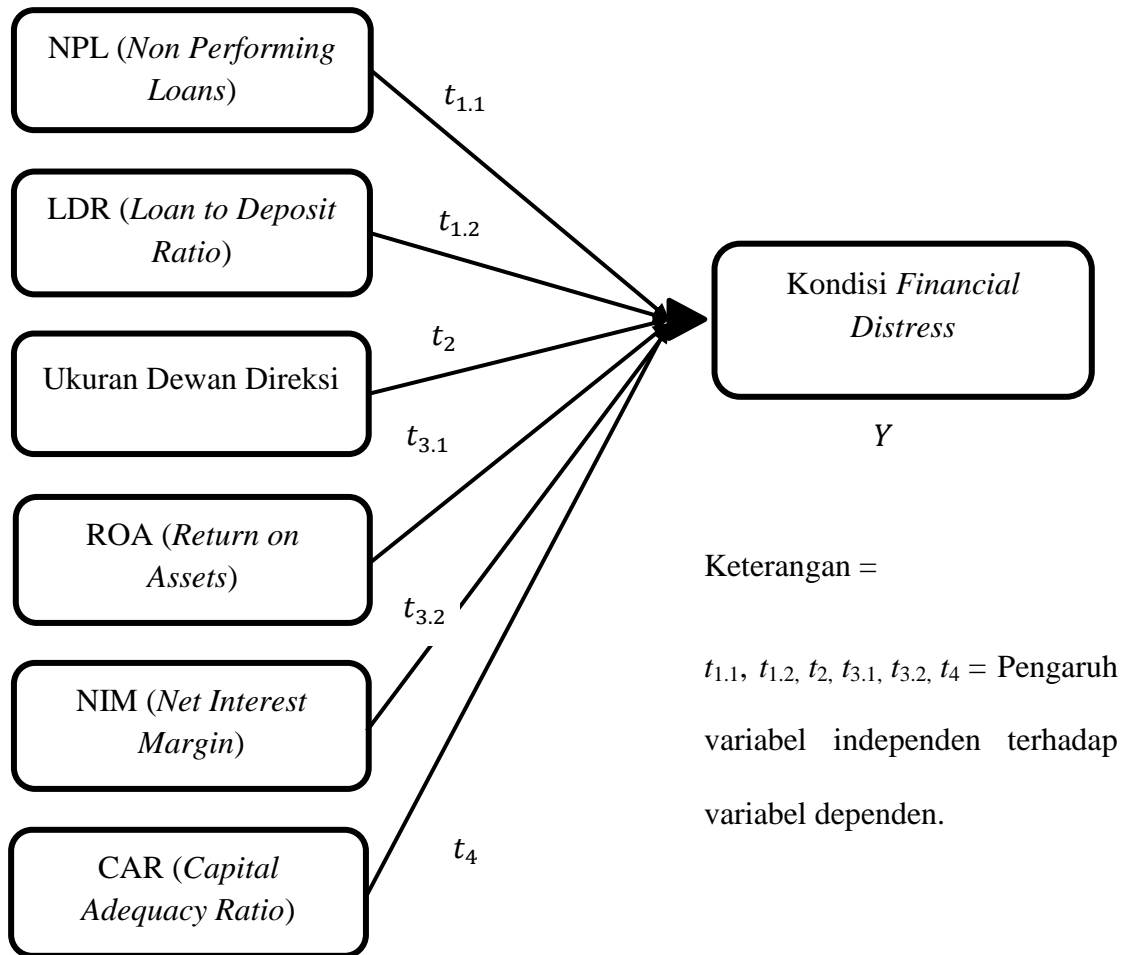 NPL (Non Performing
Loans)
t1.1
LDR (Loan to Deposit
Ratio)
t1.2
Ukuran Dewan Direksi
t2
ROA (Return on
Assets)
t3.1
NIM (Net Interest
Margin)
t3.2
CAR (Capital
Adequacy Ratio)
t4
Kondisi Financial
Distress
Y
Keterangan =
t1.1, t1.2, t2, t3.1, t3.2, t4 = Pengaruh
variabel independen terhadap
variabel dependen.